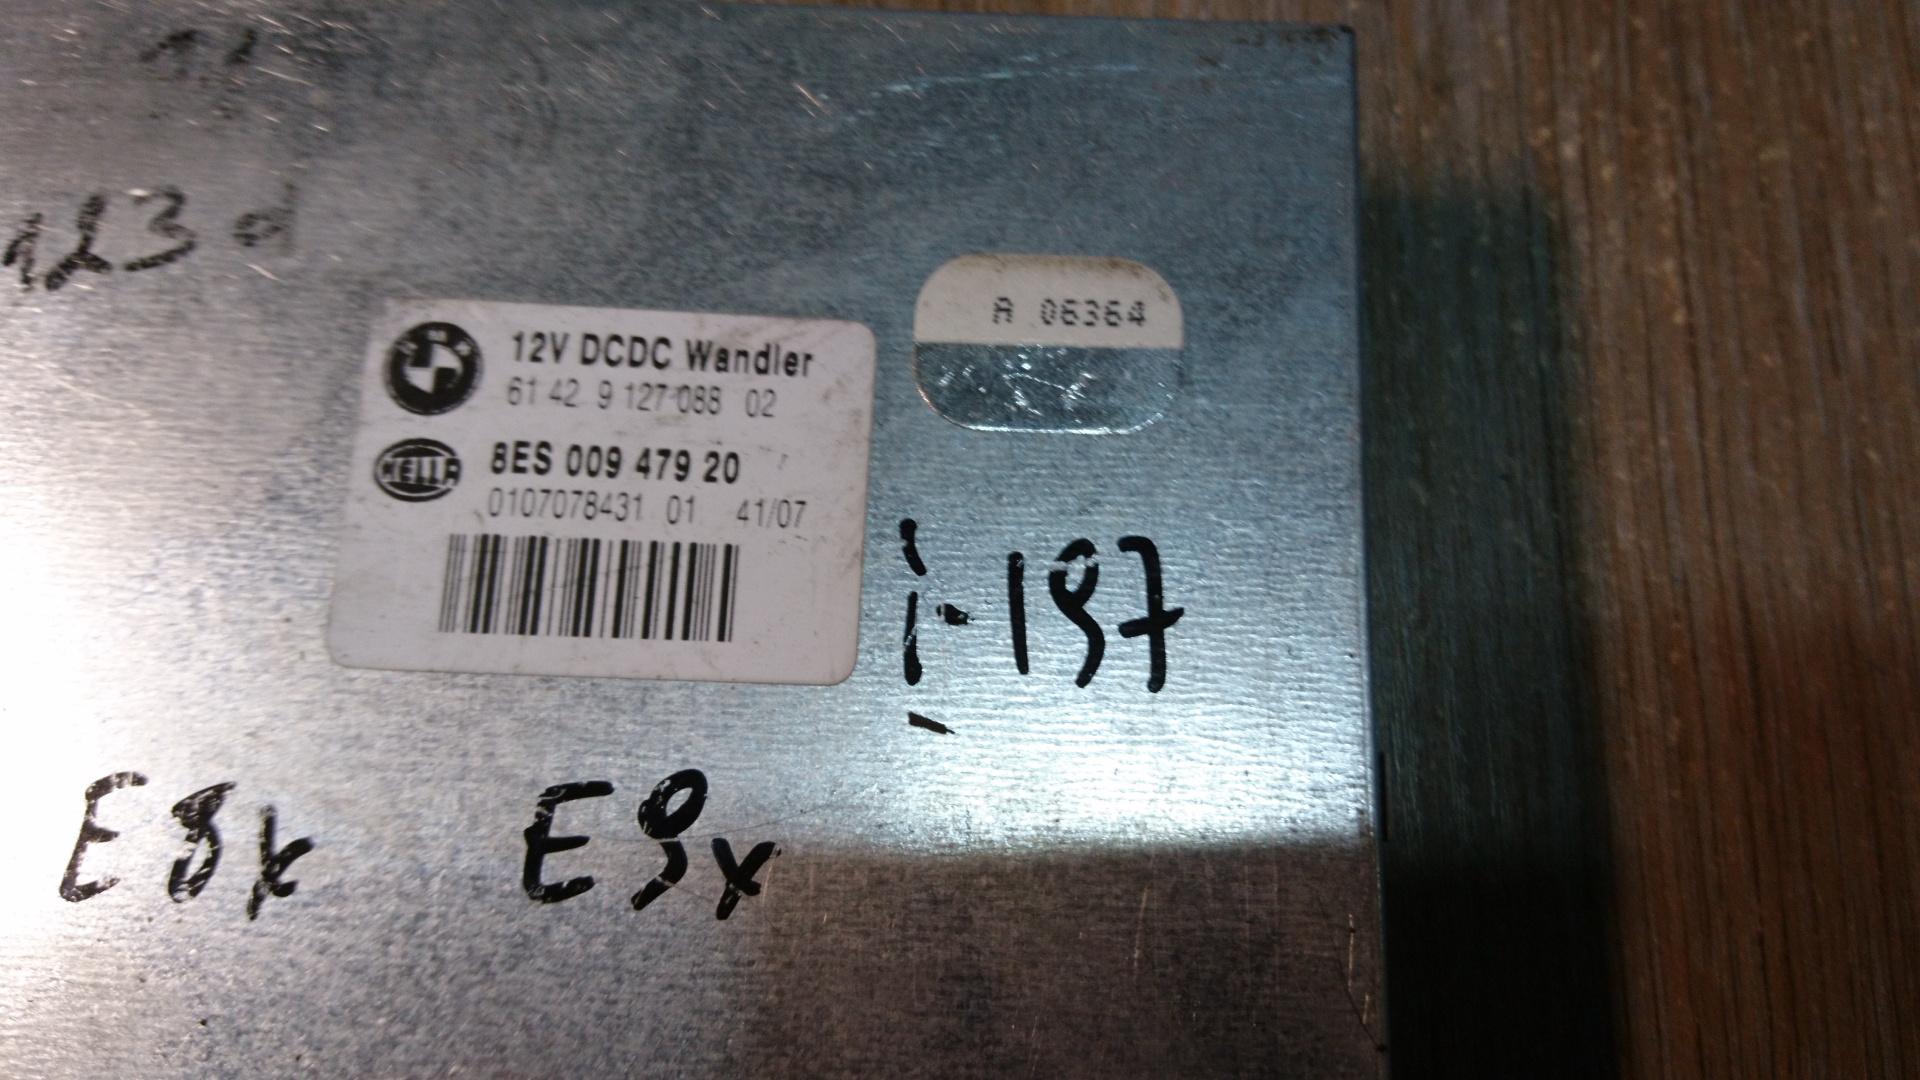 123d
BMW
12V DCDC Wandler
61 42 9 127 088 02
HELLA
8ES 009 479 20
0107078431 01 41/07
A 06364
i-197
E8x E9x